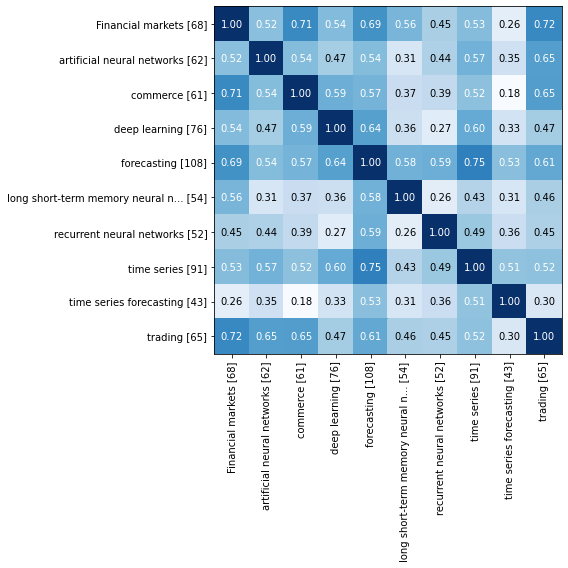 Financial markets [68] 1.00 0.52 0.71 0.54 0.69 0.56 0.45 0.53 0.26 0.72
artificial neural networks [62] 0.52 1.00 0.54 0.47 0.54 0.31 0.44 0.57 0.35 0.65
commerce [61] 0.71 0.54 1.00 0.59 0.57 0.37 0.39 0.52 0.18 0.65
deep learning [76] 0.54 0.47 0.59 1.00 0.64 0.36 0.27 0.60 0.33 0.47
forecasting [108] 0.69 0.54 0.57 0.64 1.00 0.58 0.59 0.75 0.53 0.61
long short-term memory neural n... [54] 0.56 0.31 0.37 0.36 0.58 1.00 0.26 0.43 0.31 0.46
recurrent neural networks [52] 0.45 0.44 0.39 0.27 0.59 0.26 1.00 0.49 0.36 0.45
time series [91] 0.53 0.57 0.52 0.60 0.75 0.43 0.49 1.00 0.51 0.52
time series forecasting [43] 0.26 0.35 0.18 0.33 0.53 0.31 0.36 0.51 1.00 0.30
trading [65] 0.72 0.65 0.65 0.47 0.61 0.46 0.45 0.52 0.30 1.00
Financial markets [68]
artificial neural networks [62]
commerce [61]
deep learning [76]
forecasting [108]
long short-term memory neural n... [54]
recurrent neural networks [52]
time series [91]
time series forecasting [43]
trading [65]